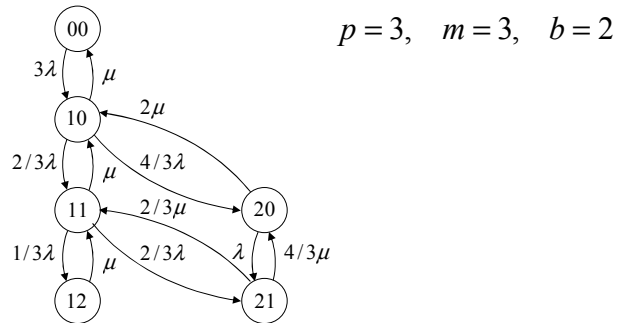 00
p = 3, m = 3, b = 2
3λ
μ
2μ
10
2/3λ
μ
4/3λ
11
2/3μ
20
1/3λ
μ
2/3λ
λ
4/3μ
12
21